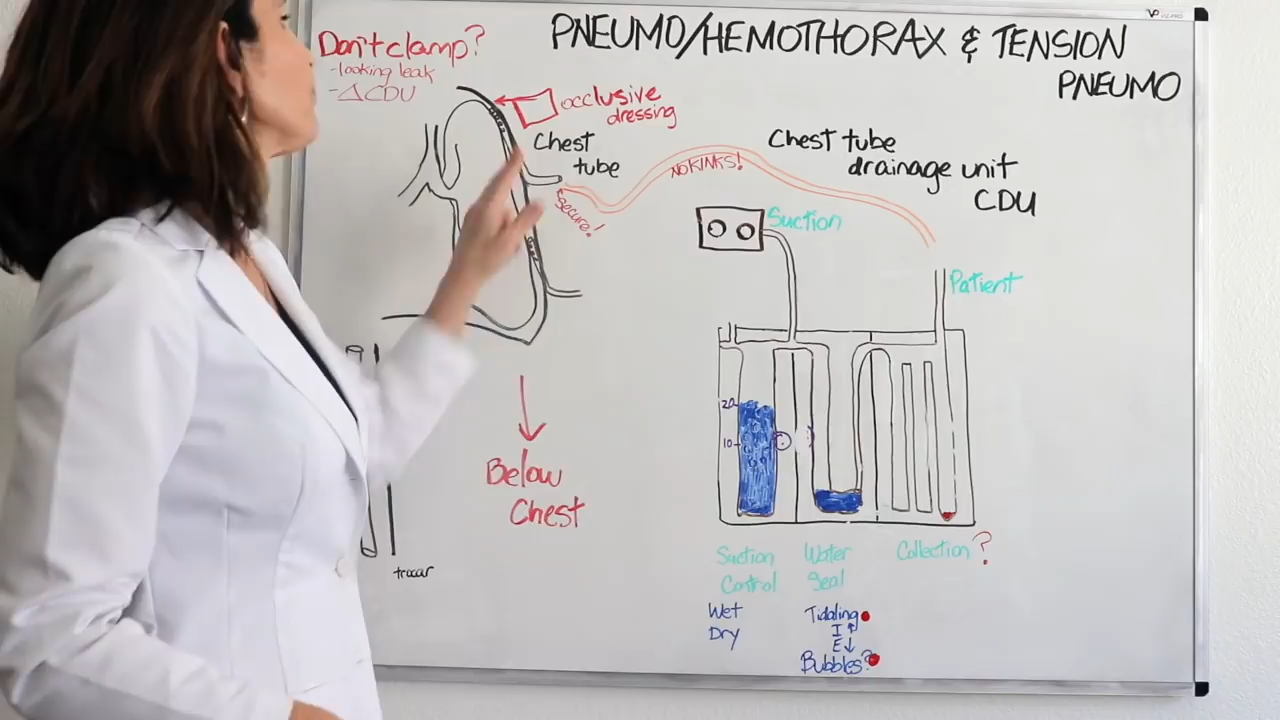 PNEUMO/HEMOTHORAX & TENSION
PNEUMO
Don't clamp?
- looking leak
- ΔCDU
occlusive
dressing
Chest
tube
NO KINKS!
Secure!
Chest tube
drainage unit
CDU
Suction
Patient
20
10
Below
Chest
trocar
Suction
Control
Water
Seal
Collection?
Wet
Dry
Tidaling
I ↑
E ↓
Bubbles?